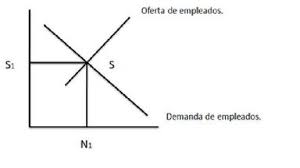 Oferta de empleados.
S1
S
Demanda de empleados.
N1